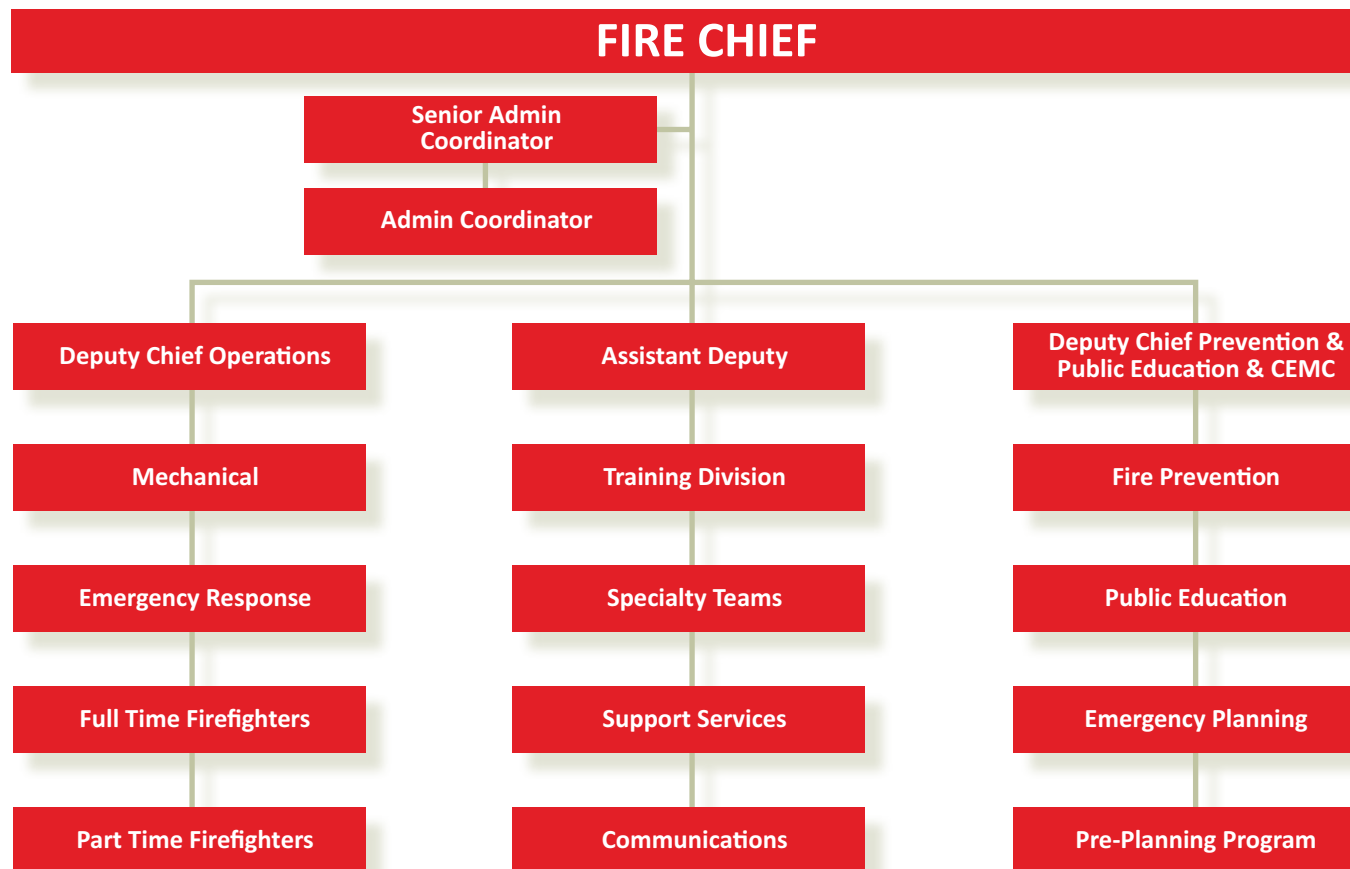 FIRE CHIEF
Senior Admin
Coordinator
Admin Coordinator
Deputy Chief Operations
Assistant Deputy
Deputy Chief Prevention &
Public Education & CEMC
Mechanical
Training Division
Fire Prevention
Emergency Response
Specialty Teams
Public Education
Full Time Firefighters
Support Services
Emergency Planning
Part Time Firefighters
Communications
Pre-Planning Program